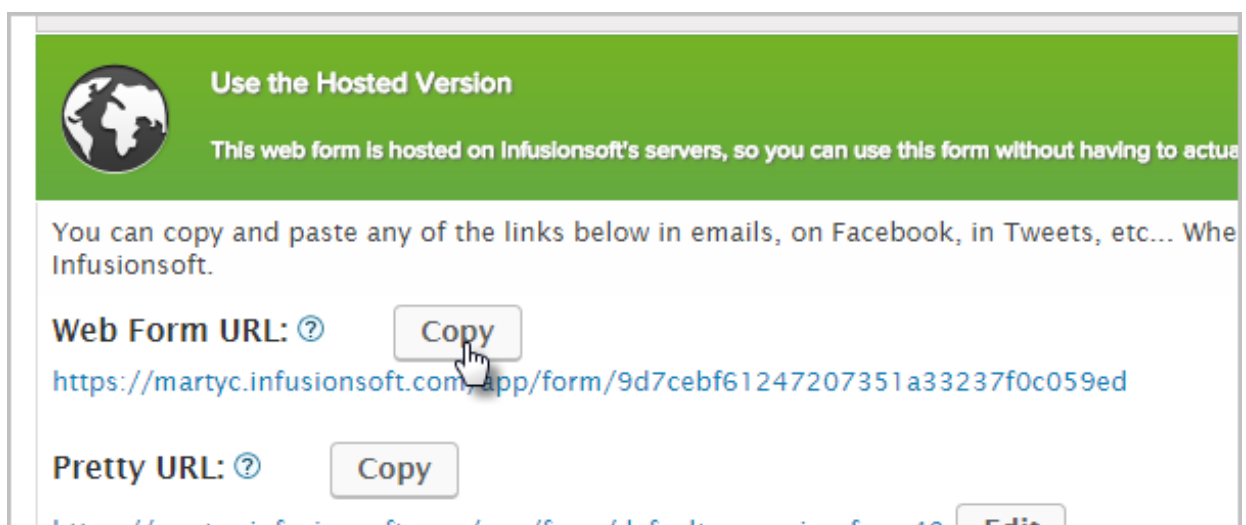 Use the Hosted Version
This web form is hosted on Infusionsoft's servers, so you can use this form without having to
You can copy and paste any of the links below in emails, on Facebook, in Tweets, etc...
Infusionsoft.
Web Form URL: ? Copy
https://martyc.infusionsoft.com/app/form/9d7cebf61247207351a33237f0c059ed
Pretty URL: ? Copy
Edit